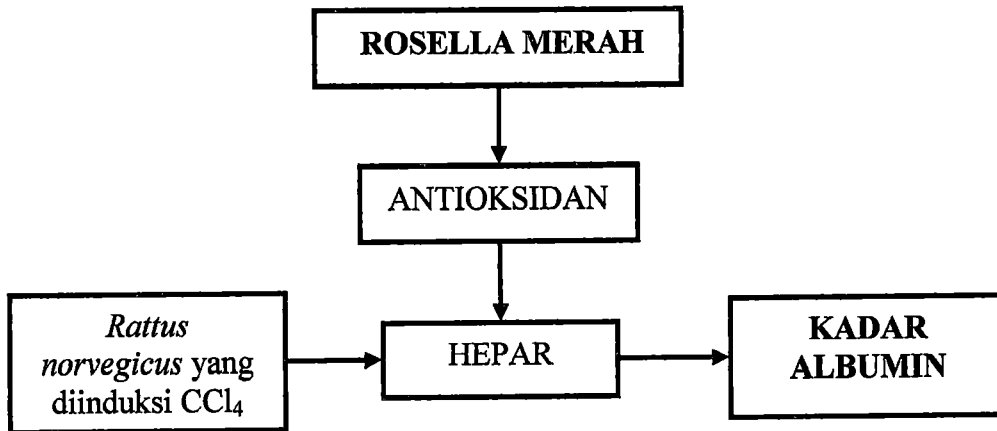 ROSELLA MERAH
ANTIOKSIDAN
Rattus
norvegicus yang
diinduksi CCl₄
HEPAR
KADAR
ALBUMIN